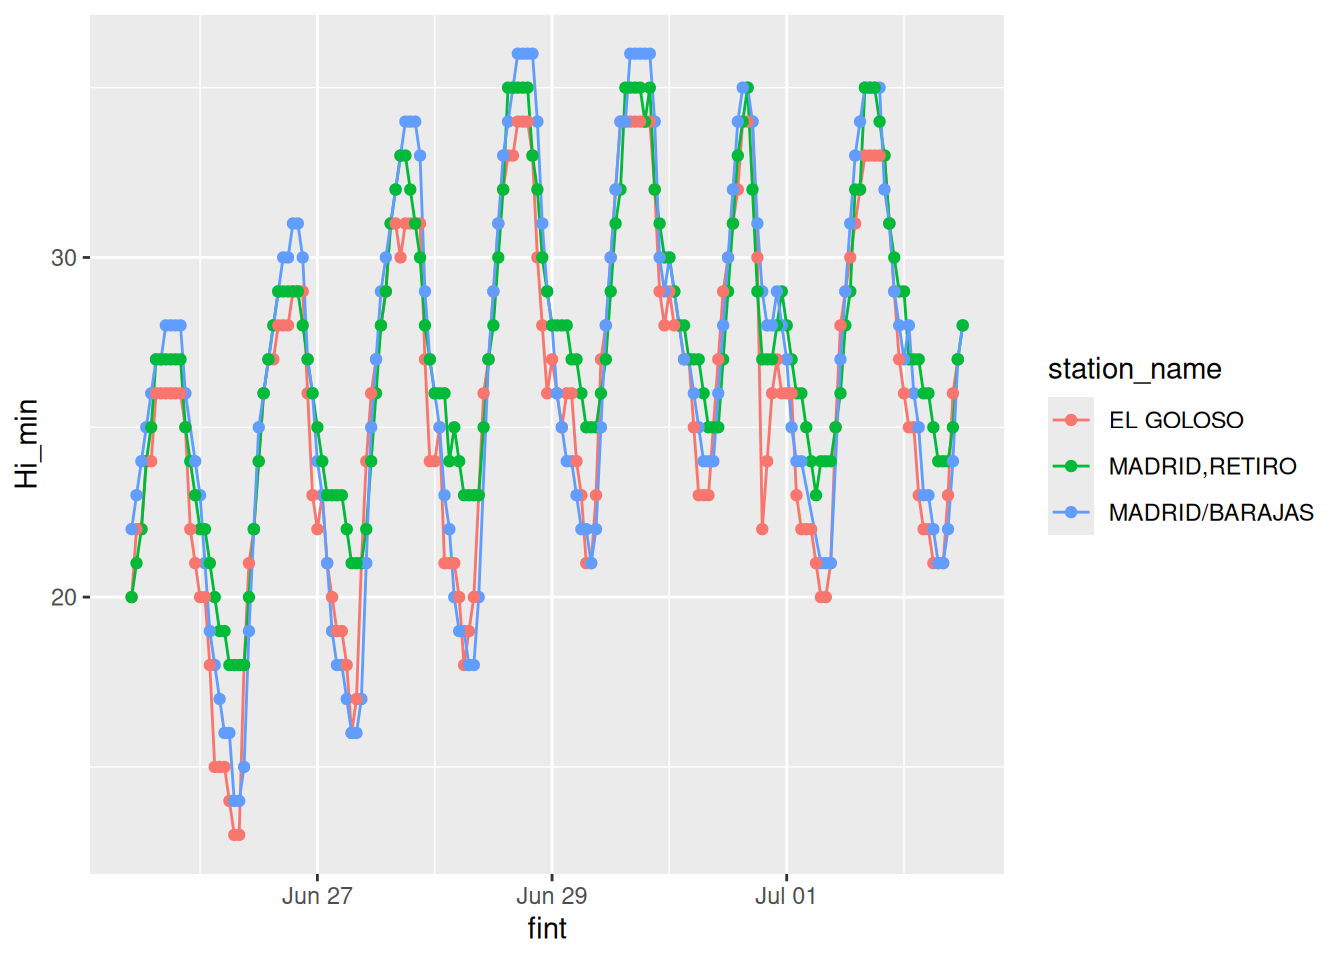 Hi_min
30
20
Jun 27
Jun 29
Jul 01
fint
station_name
EL GOLOSO
MADRID,RETIRO
MADRID/BARAJAS